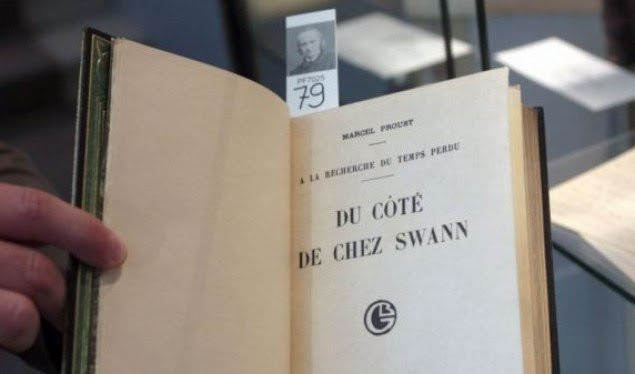 PF7025
79
MARCEL PROUST
A LA RECHERCHE DU TEMPS PERDU
DU CÔTÉ
DE CHEZ SWANN